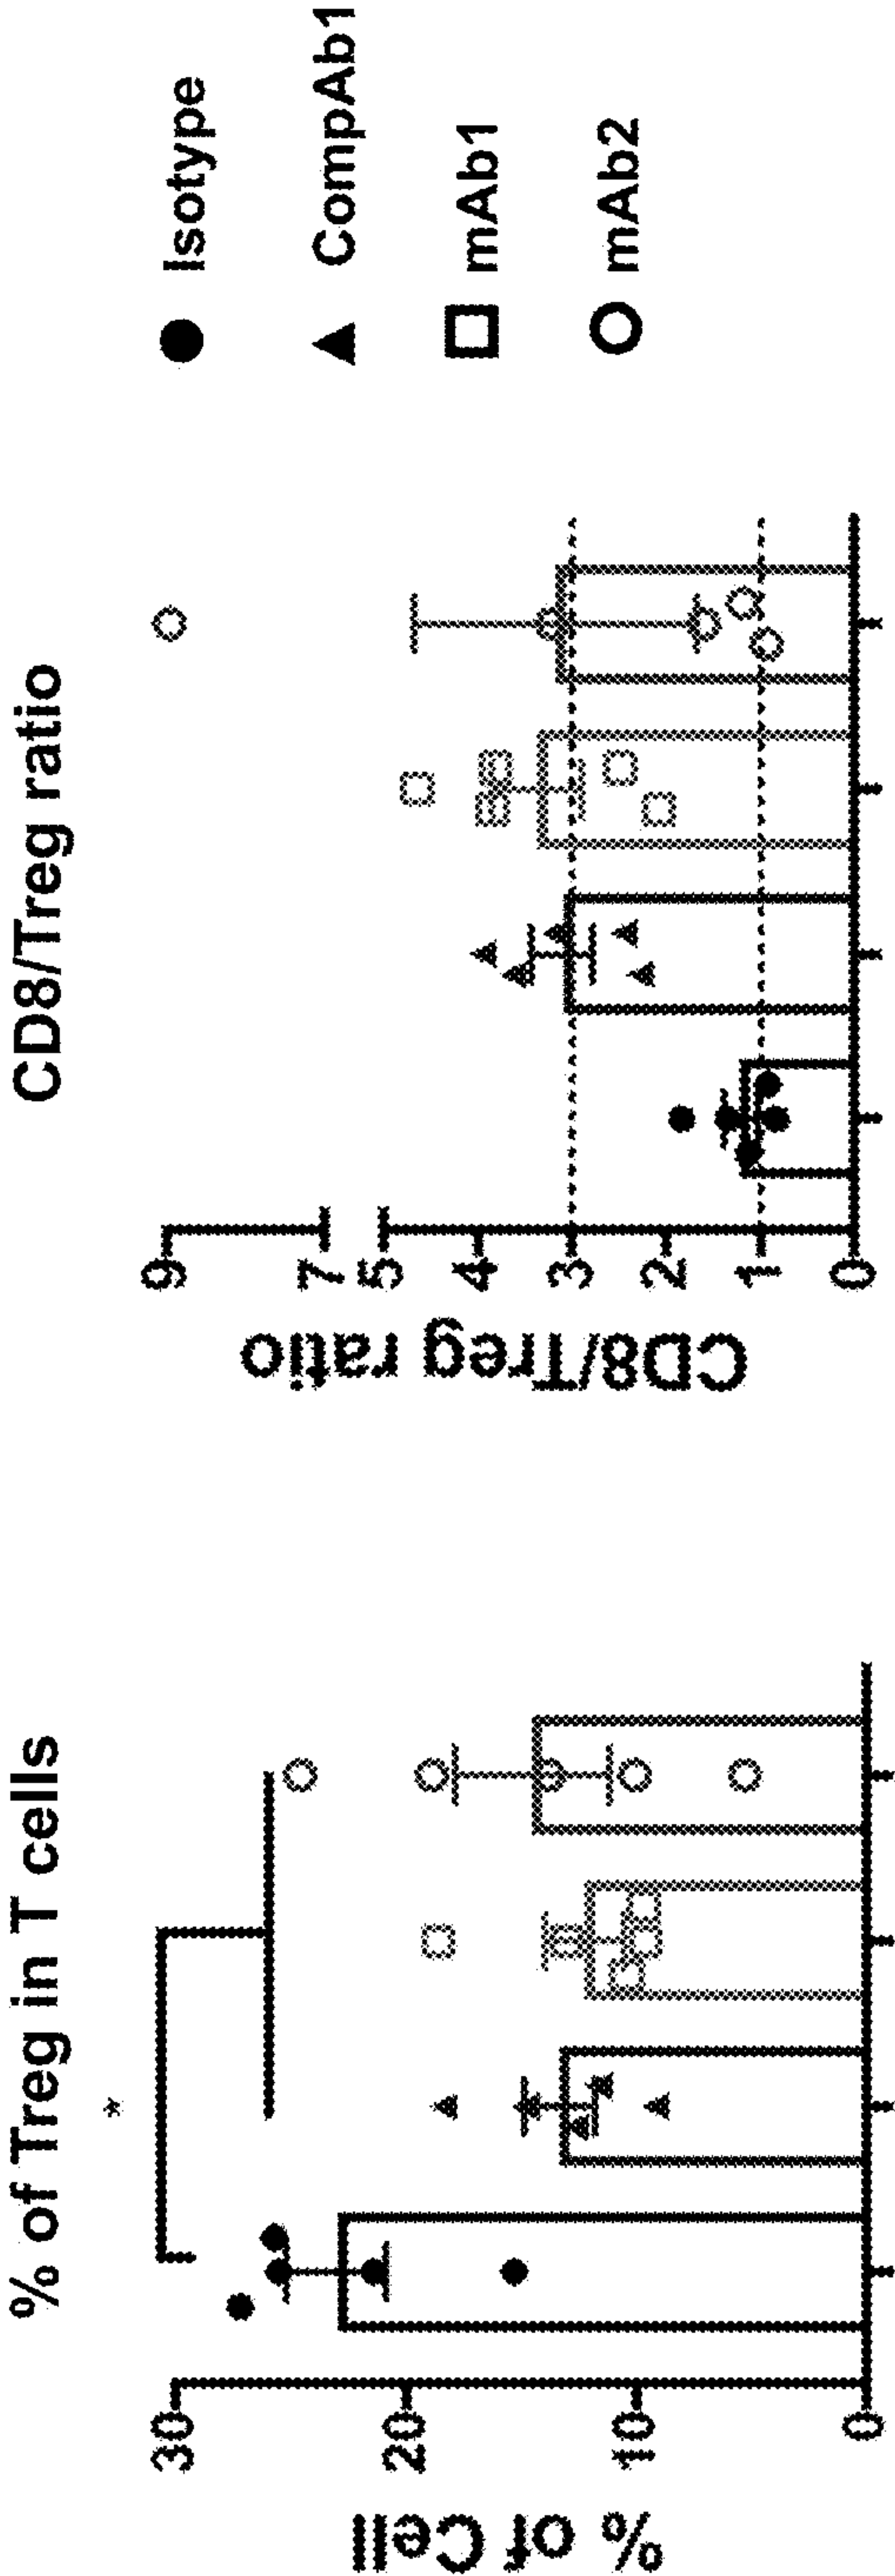 % of Treg in T cells
*
% of Cell
30
20
10
0
CD8/Treg ratio
CD8/Treg ratio
9
7
5
4
3
2
1
0
Isotype
CompAb1
mAb1
mAb2